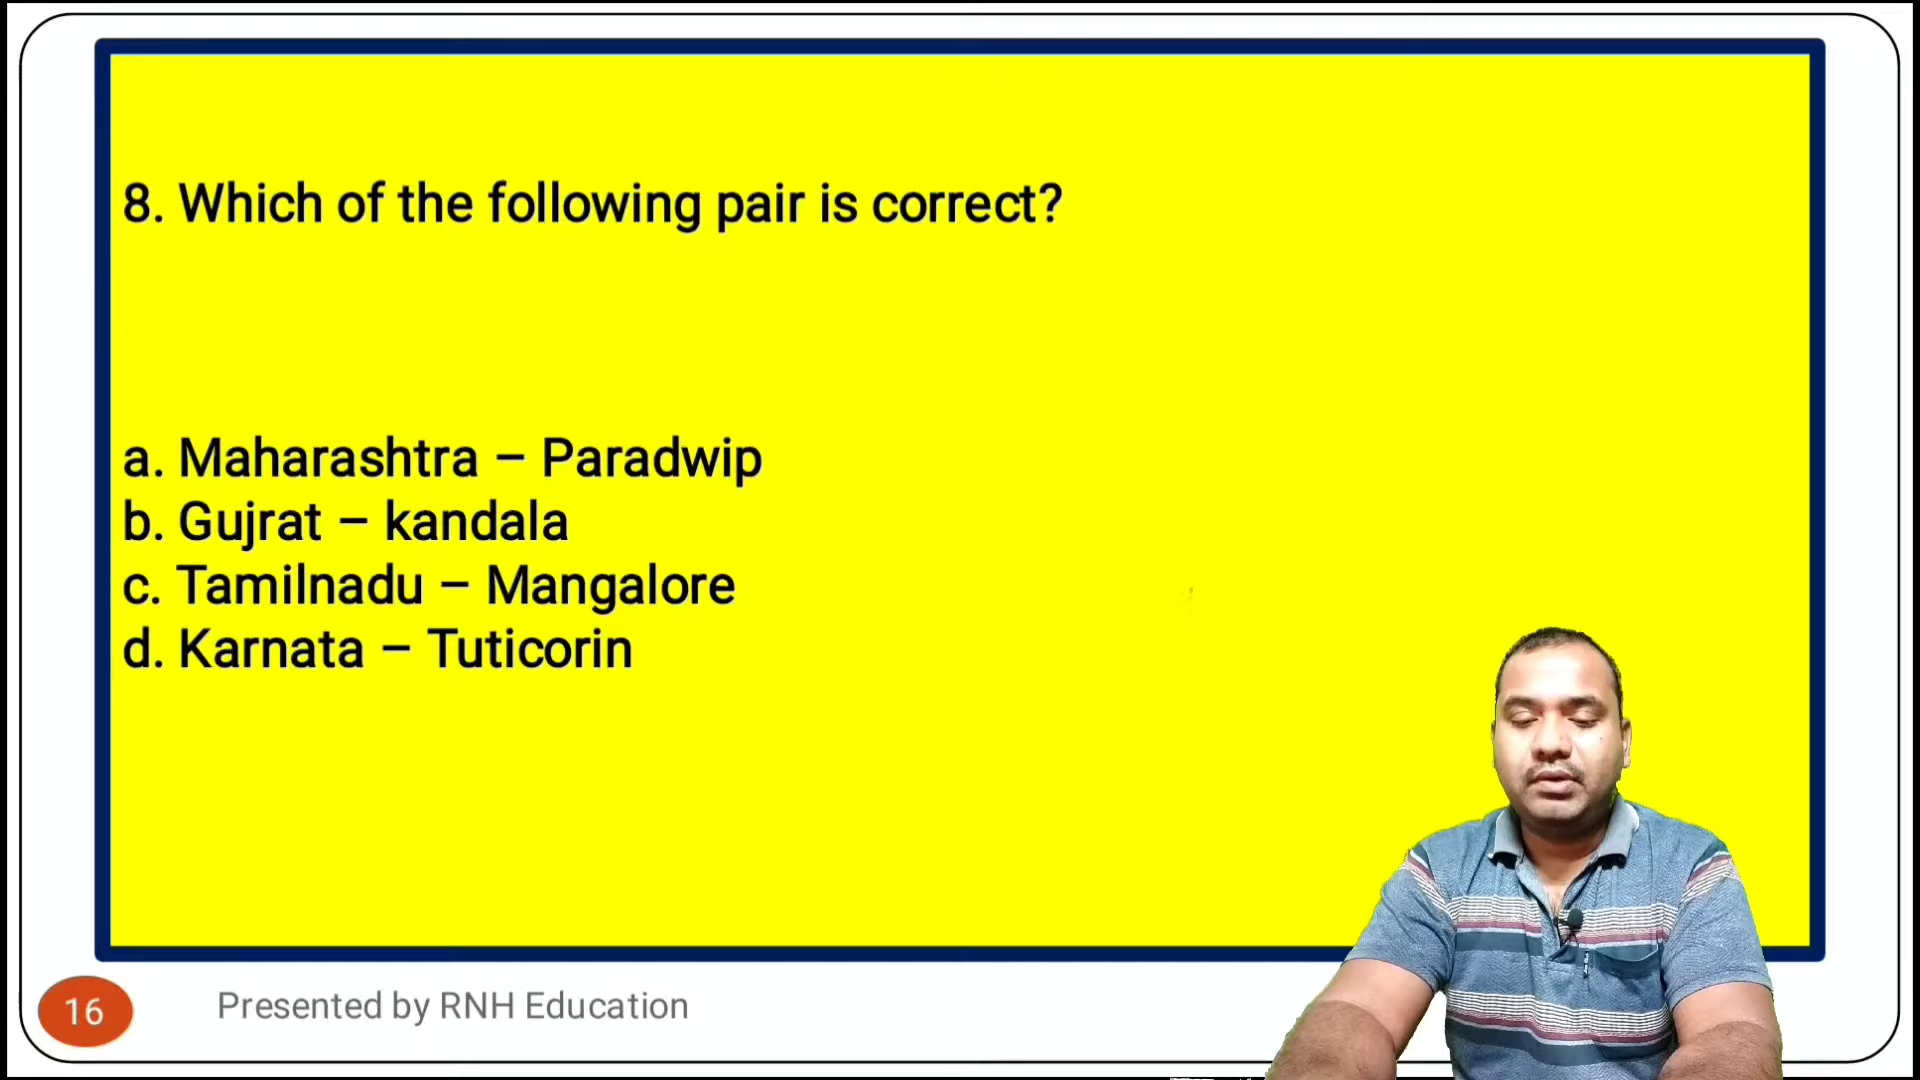 8. Which of the following pair is correct?
a. Maharashtra – Paradwip
b. Gujrat – kandala
c. Tamilnadu – Mangalore
d. Karnata – Tuticorin
16
Presented by RNH Education